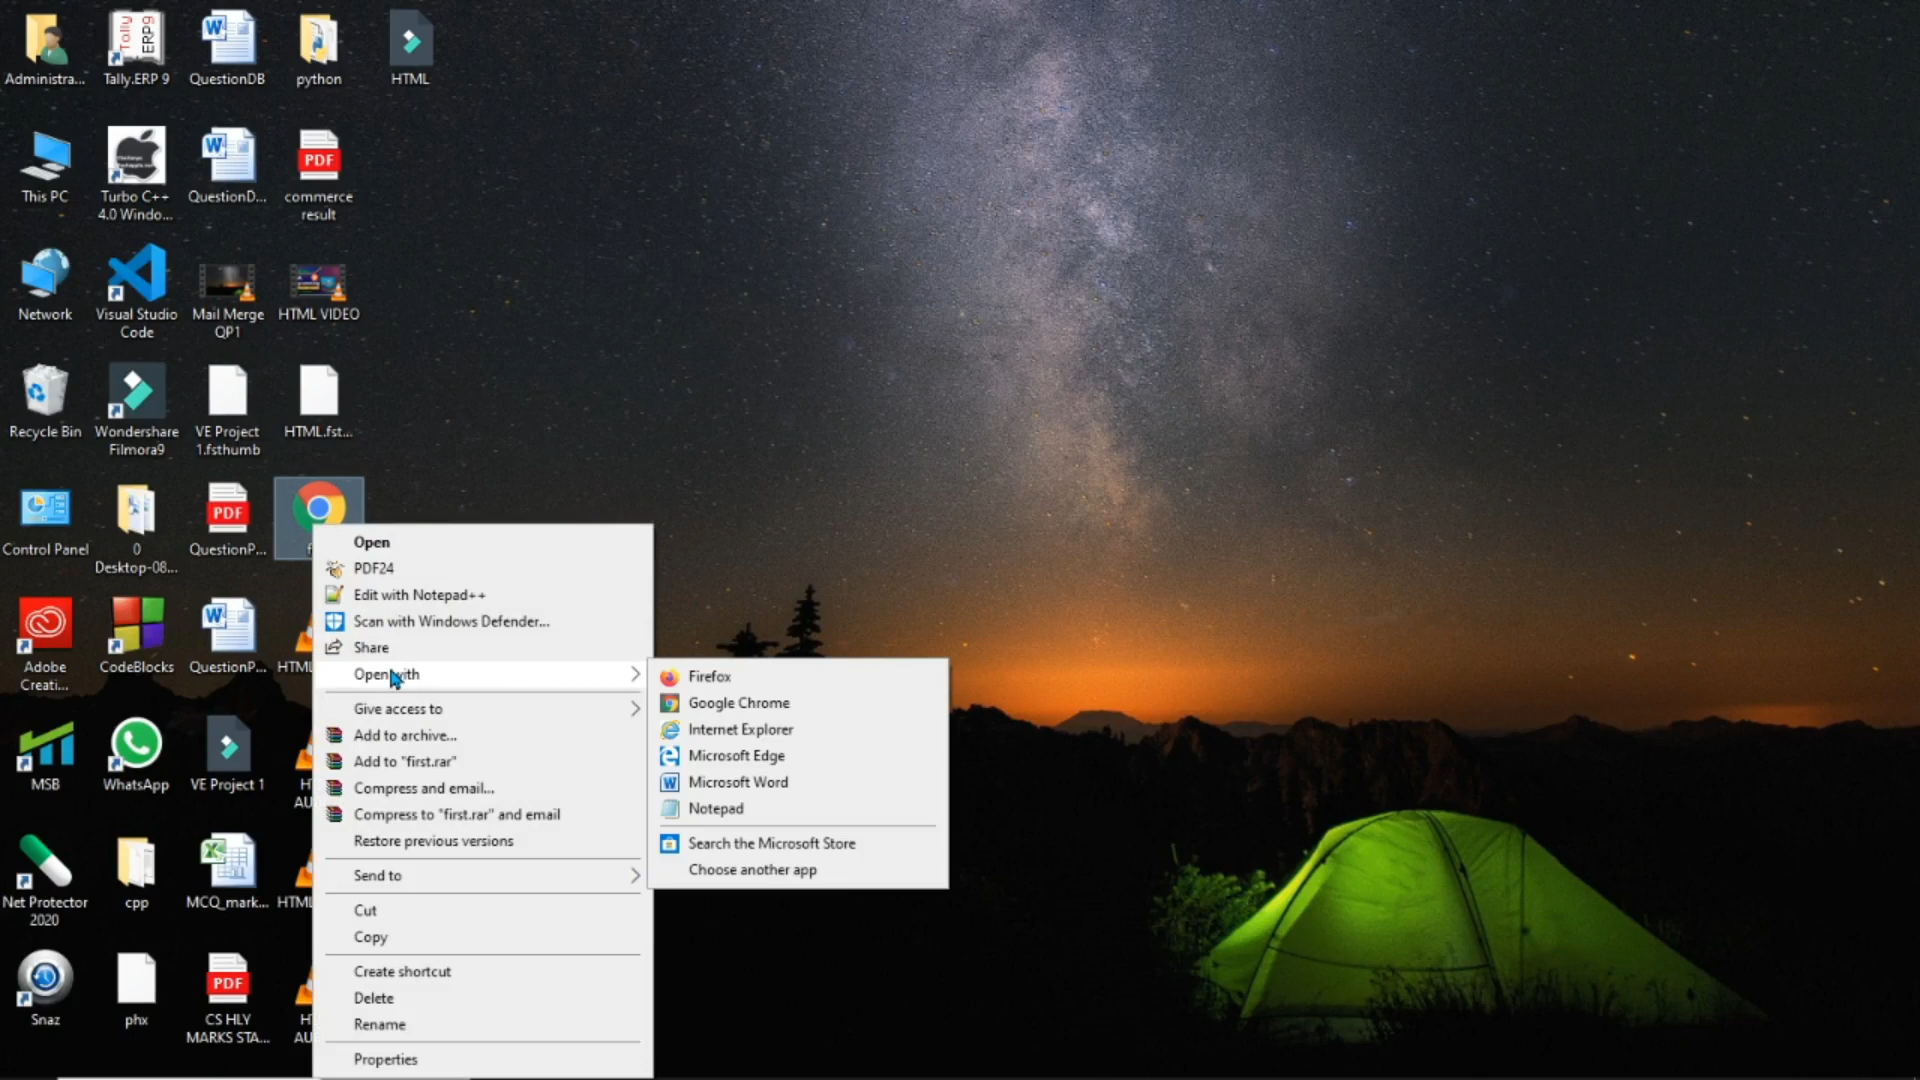 Administra...
Tally.ERP 9
QuestionDB
python
HTML
This PC
Turbo C++
4.0 Windo...
QuestionD...
commerce
result
Network
Visual Studio
Code
Mail Merge
QP1
HTML VIDEO
Recycle Bin
Wondershare
Filmora9
VE Project
1.fsthumb
HTML.fst...
Control Panel
0
Desktop-08...
QuestionP...
Adobe
Creati...
CodeBlocks
QuestionP...
HTML
MSB
WhatsApp
VE Project 1
Net Protector
2020
cpp
MCQ_mark...
HTML
Snaz
phx
CS HLY
MARKS STA...
Open
PDF24
Edit with Notepad++
Scan with Windows Defender...
Share
Open with
Give access to
Add to archive...
Add to "first.rar"
Compress and email...
Compress to "first.rar" and email
Restore previous versions
Send to
Cut
Copy
Create shortcut
Delete
Rename
Properties
Firefox
Google Chrome
Internet Explorer
Microsoft Edge
Microsoft Word
Notepad
Search the Microsoft Store
Choose another app